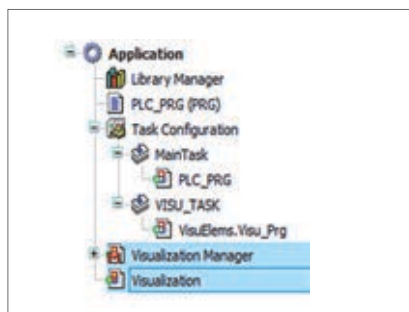 Application
Library Manager
PLC_PRG (PRG)
Task Configuration
MainTask
PLC_PRG
VISU_TASK
VisuElems.Visu_Prg
Visualization Manager
Visualization